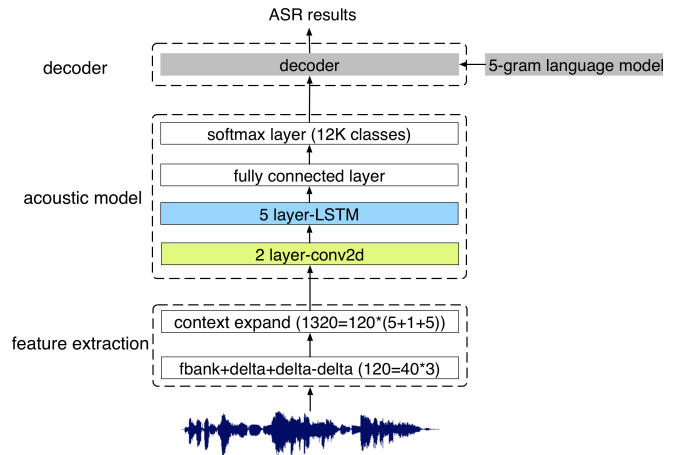 ASR results
decoder
decoder
5-gram language model
softmax layer (12K classes)
fully connected layer
acoustic model
5 layer-LSTM
2 layer-conv2d
context expand (1320=120*(5+1+5))
feature extraction
fbank+delta+delta-delta (120=40*3)